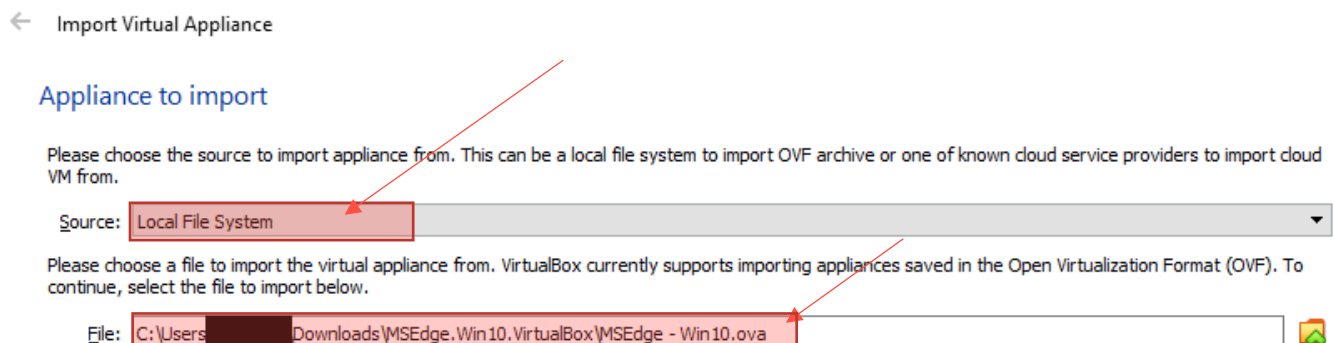 Import Virtual Appliance
Appliance to import
Please choose the source to import appliance from. This can be a local file system to import OVF archive or one of known cloud service providers to import cloud
VM from.
Source: Local File System
Please choose a file to import the virtual appliance from. VirtualBox currently supports importing appliances saved in the Open Virtualization Format (OVF). To
continue, select the file to import below.
File: C:\Users Downloads\MSEdge.Win10.VirtualBox\MSEdge - Win10.ova